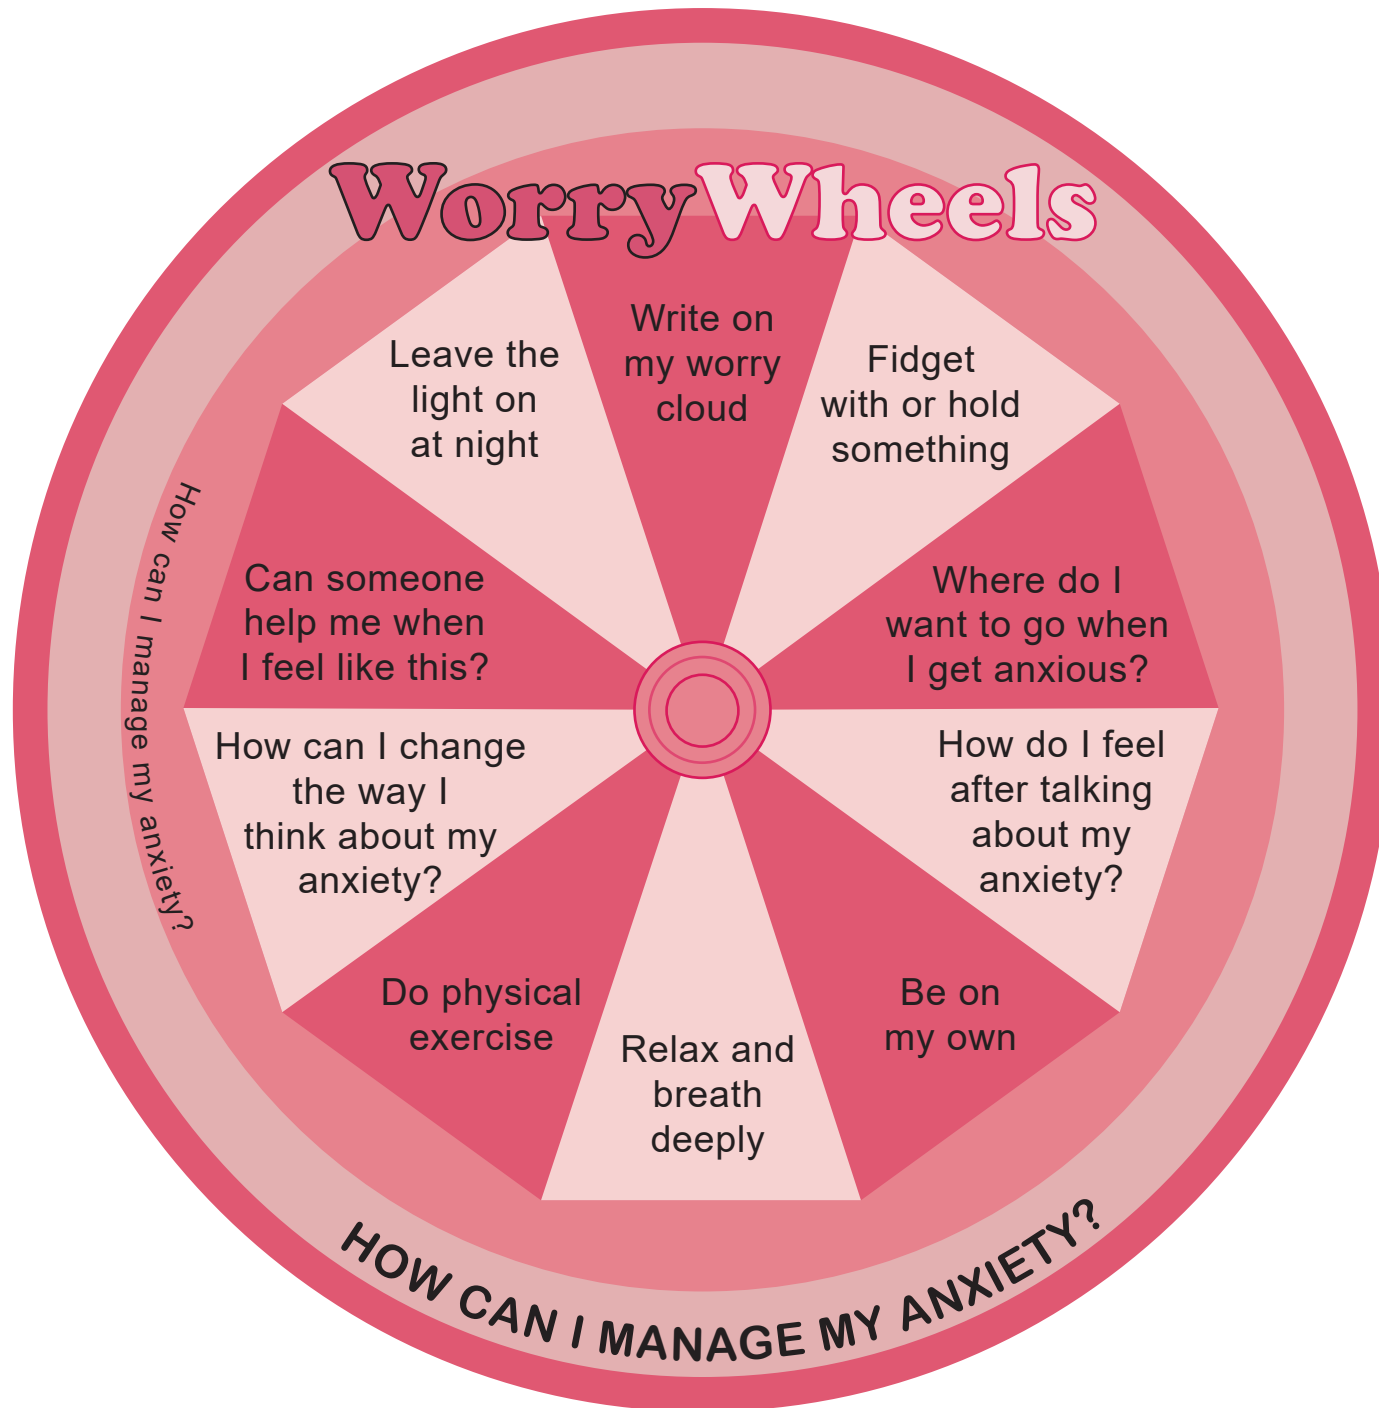 Worry Wheels
Write on
my worry
cloud
Fidget
with or hold
something
Where do I
want to go when
I get anxious?
How do I feel
after talking
about my
anxiety?
Be on
my own
Relax and
breath
deeply
Do physical
exercise
How can I change
the way I
think about my
anxiety?
Can someone
help me when
I feel like this?
Leave the
light on
at night
How can I manage my anxiety?
HOW CAN I MANAGE MY ANXIETY?